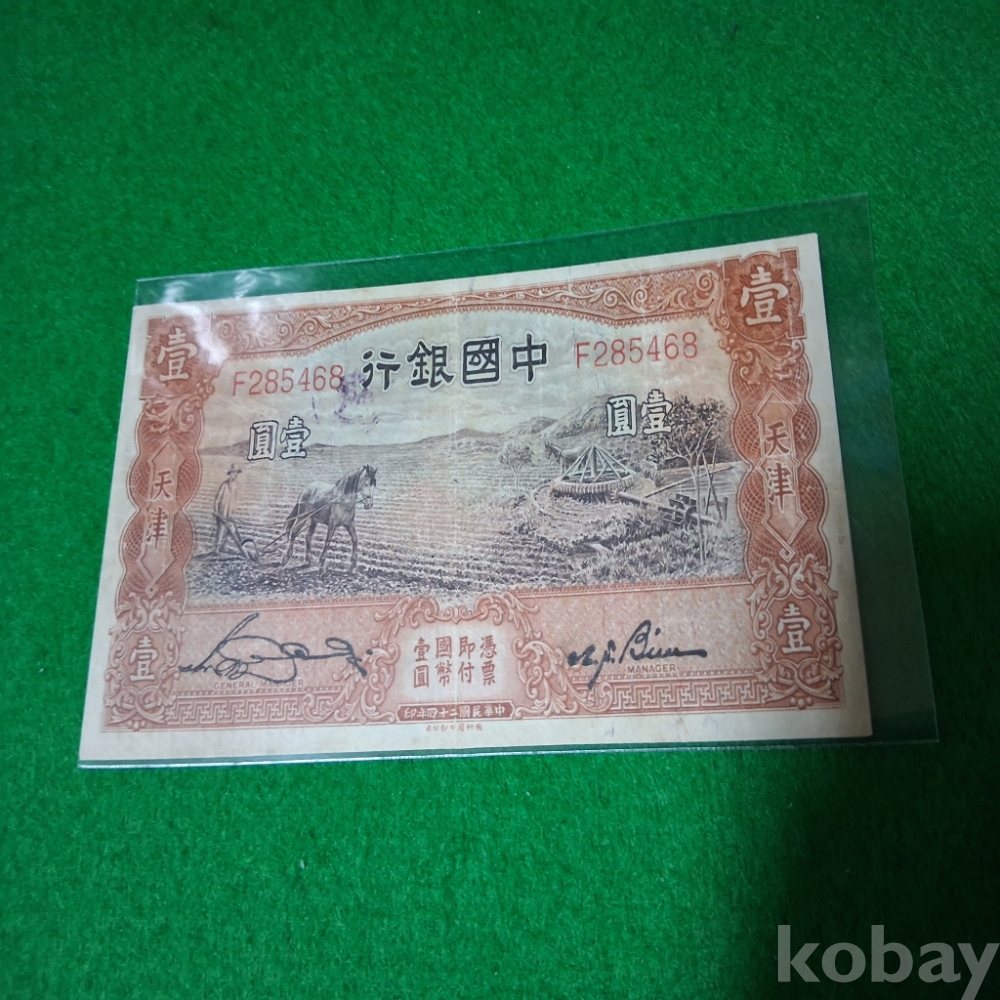 壹
壹
中國銀行
F285468
F285468
壹圓
壹圓
天津
天津
憑票
即付
國幣
壹圓
壹
壹
GENERAL MANAGER
MANAGER
中華民國二十四年印
kobay